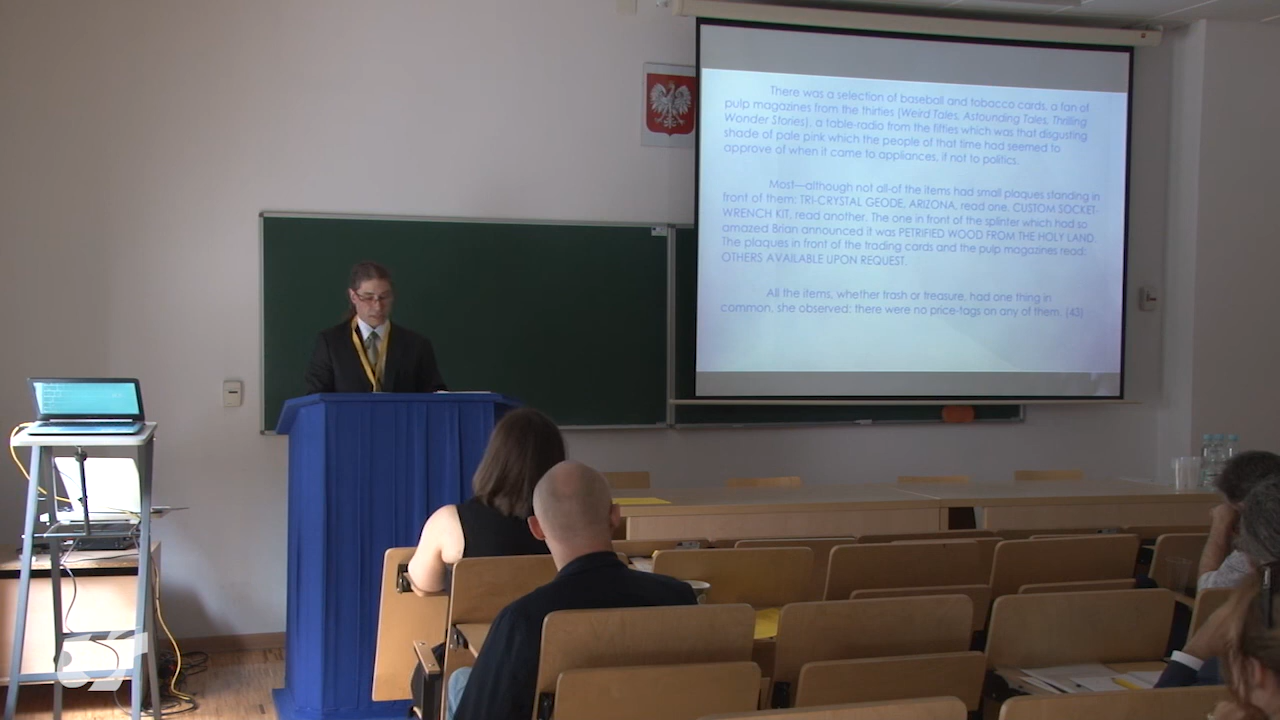 There was a selection of baseball and tobacco cards, a fan of
pulp magazines from the thirties (Weird Tales, Astounding Tales, Thrilling
Wonder Stories), a table-radio from the fifties which was that disgusting
shade of pale pink which the people of that time had seemed to
approve of when it came to appliances, if not to politics.
Most—although not all-of the items had small plaques standing in
front of them: TRI-CRYSTAL GEODE, ARIZONA, read one. CUSTOM SOCKET-
WRENCH KIT, read another. The one in front of the splinter which had so
amazed Brian announced it was PETRIFIED WOOD FROM THE HOLY LAND.
The plaques in front of the trading cards and the pulp magazines read:
OTHERS AVAILABLE UPON REQUEST.
All the items, whether trash or treasure, had one thing in
common, she observed: there were no price-tags on any of them. (43)